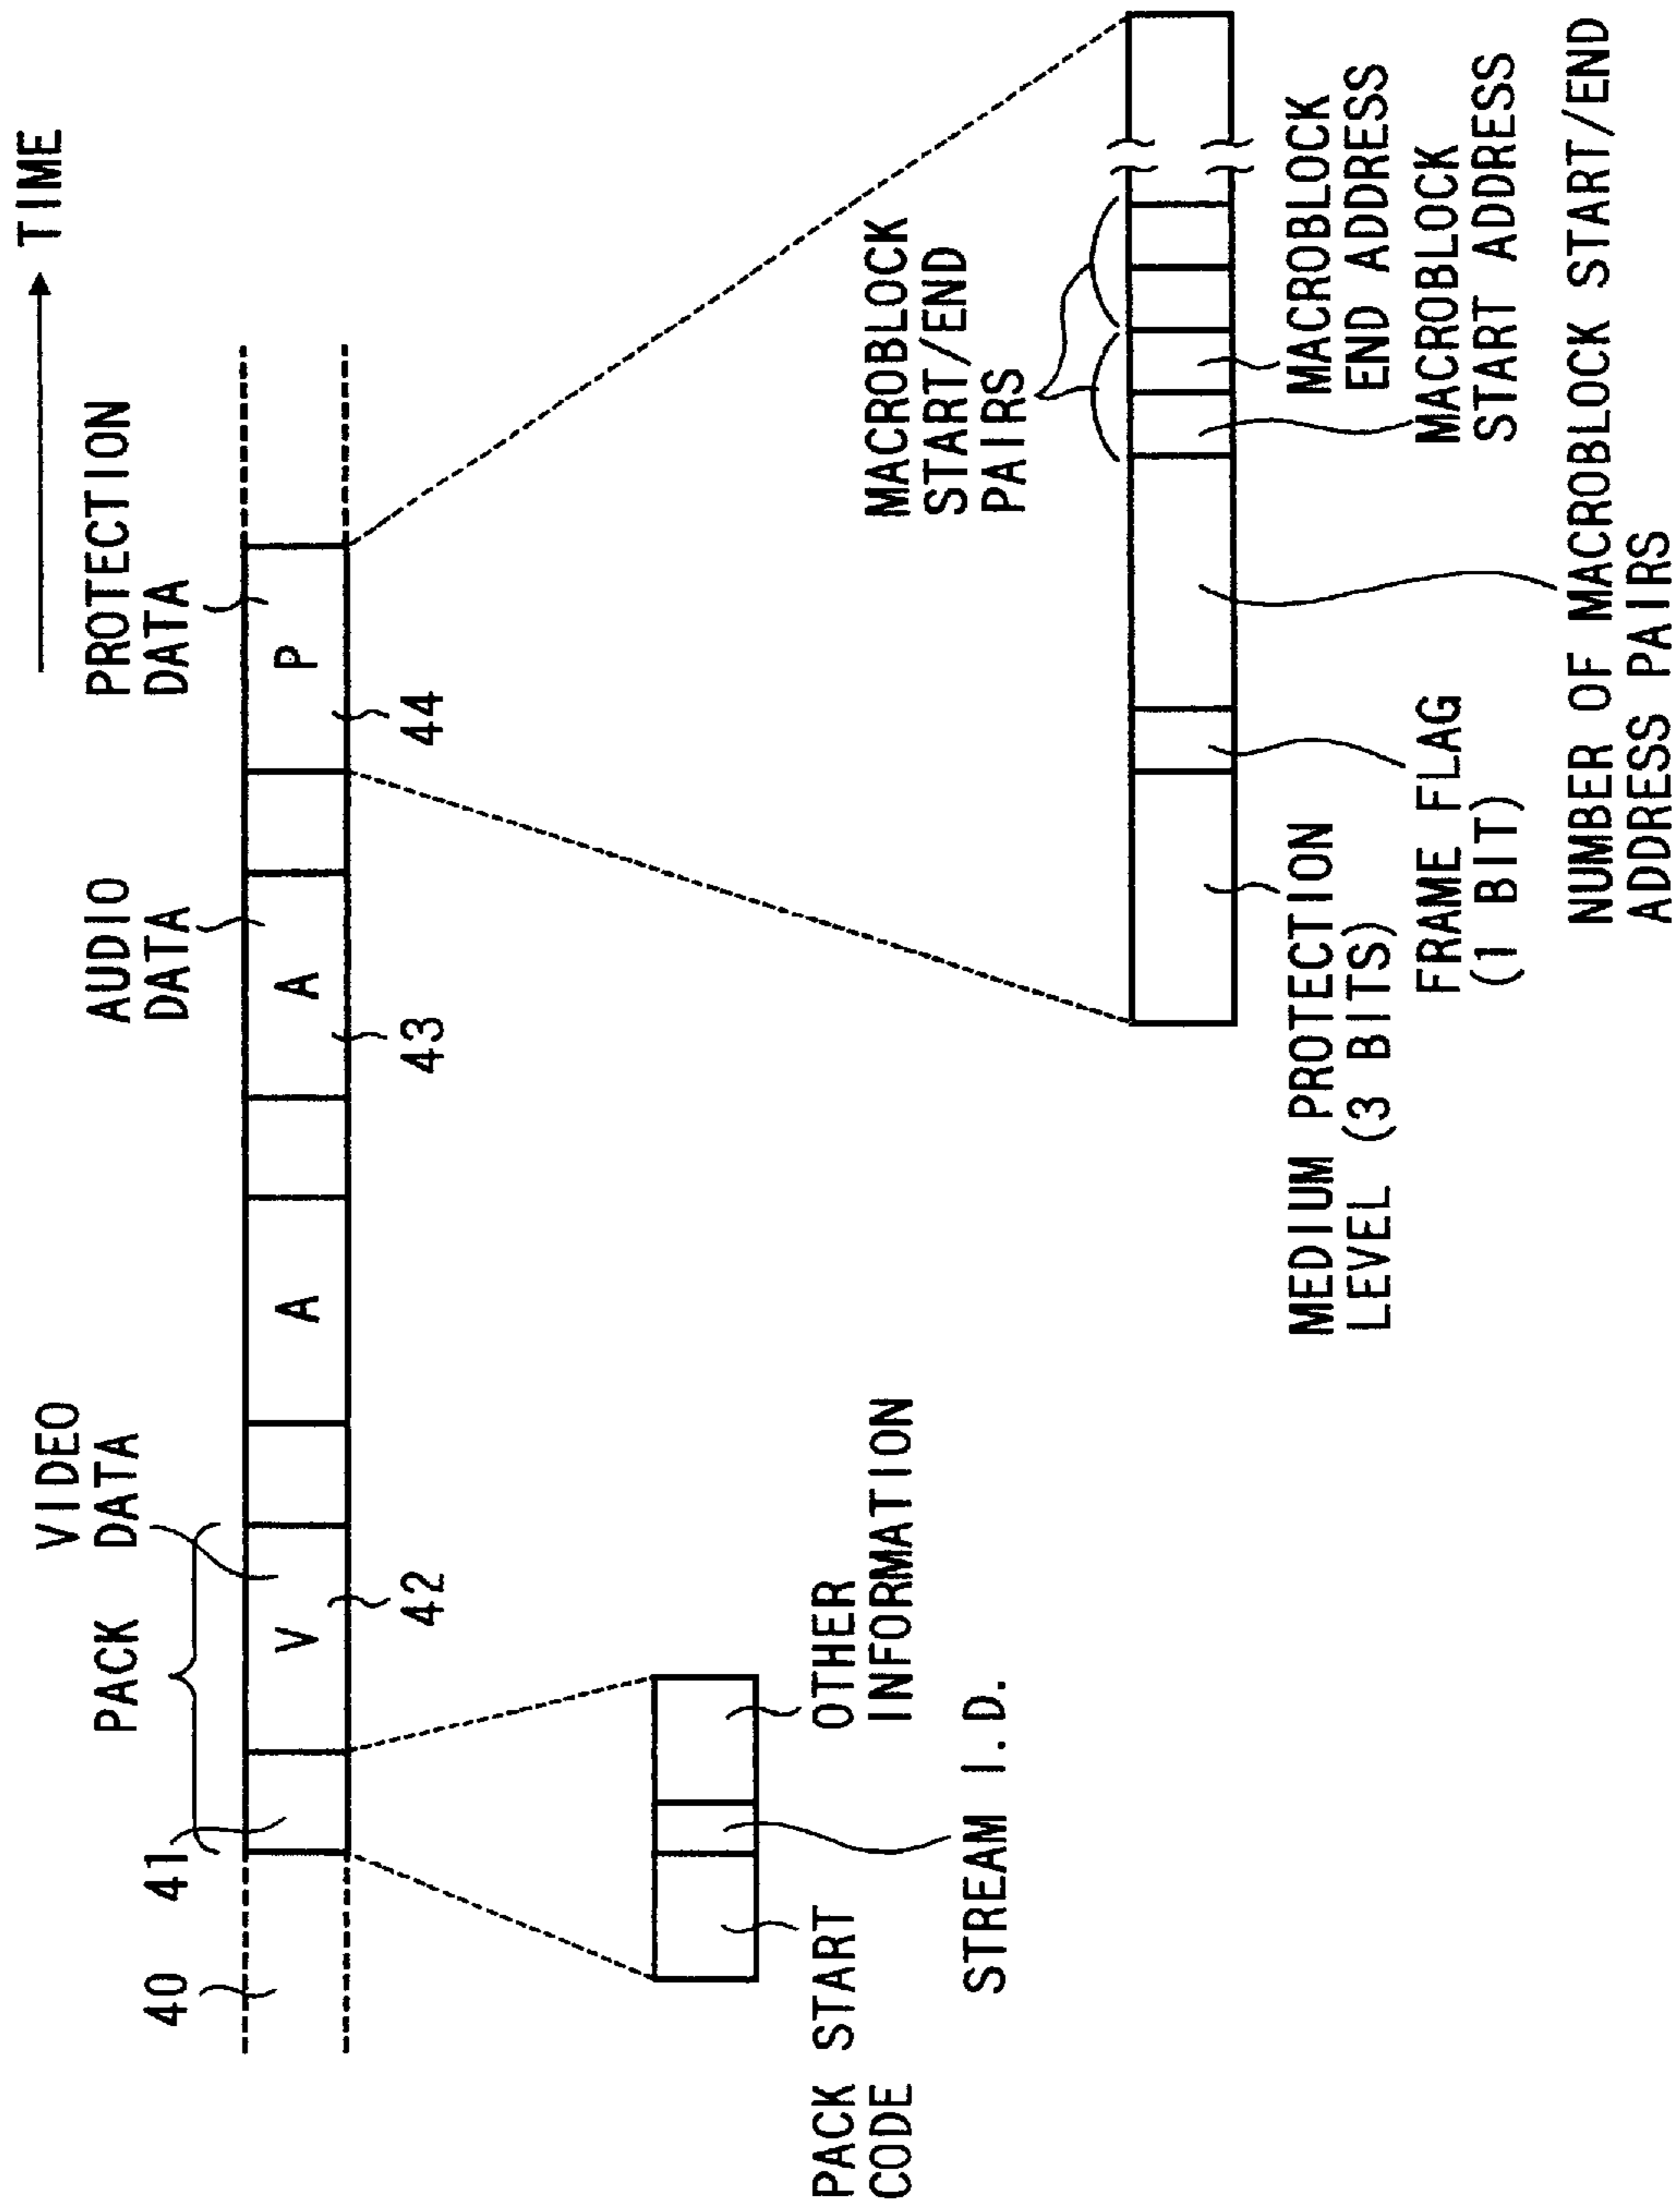 TIME
VIDEO
DATA
PACK
AUDIO
DATA
PROTECTION
DATA
40
41
V
A
A
P
42
43
44
PACK START
CODE
STREAM I.D.
OTHER
INFORMATION
MACROBLOCK
START/END
PAIRS
MEDIUM PROTECTION
LEVEL (3 BITS)
FRAME FLAG
(1 BIT)
MACROBLOCK
END ADDRESS
MACROBLOCK
START ADDRESS
NUMBER OF MACROBLOCK START/END
ADDRESS PAIRS